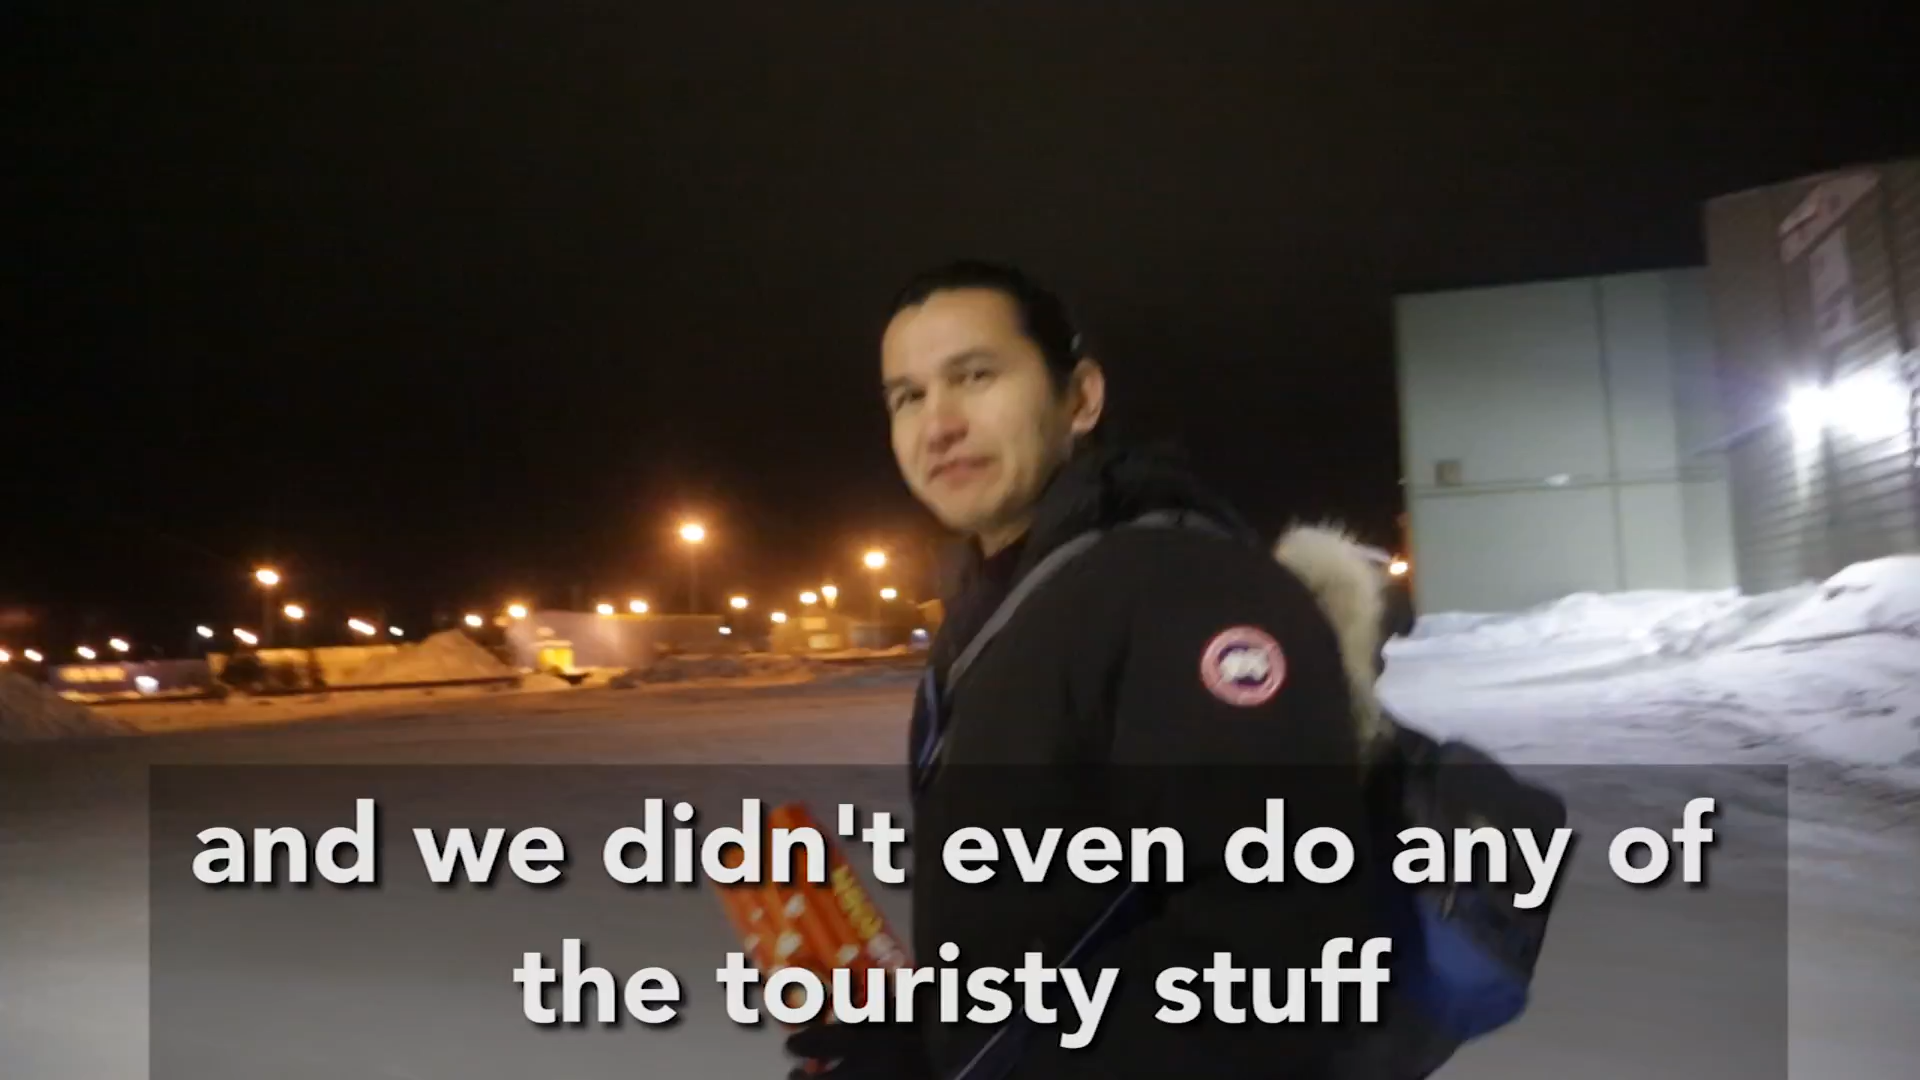 and we didn't even do any of
the touristy stuff